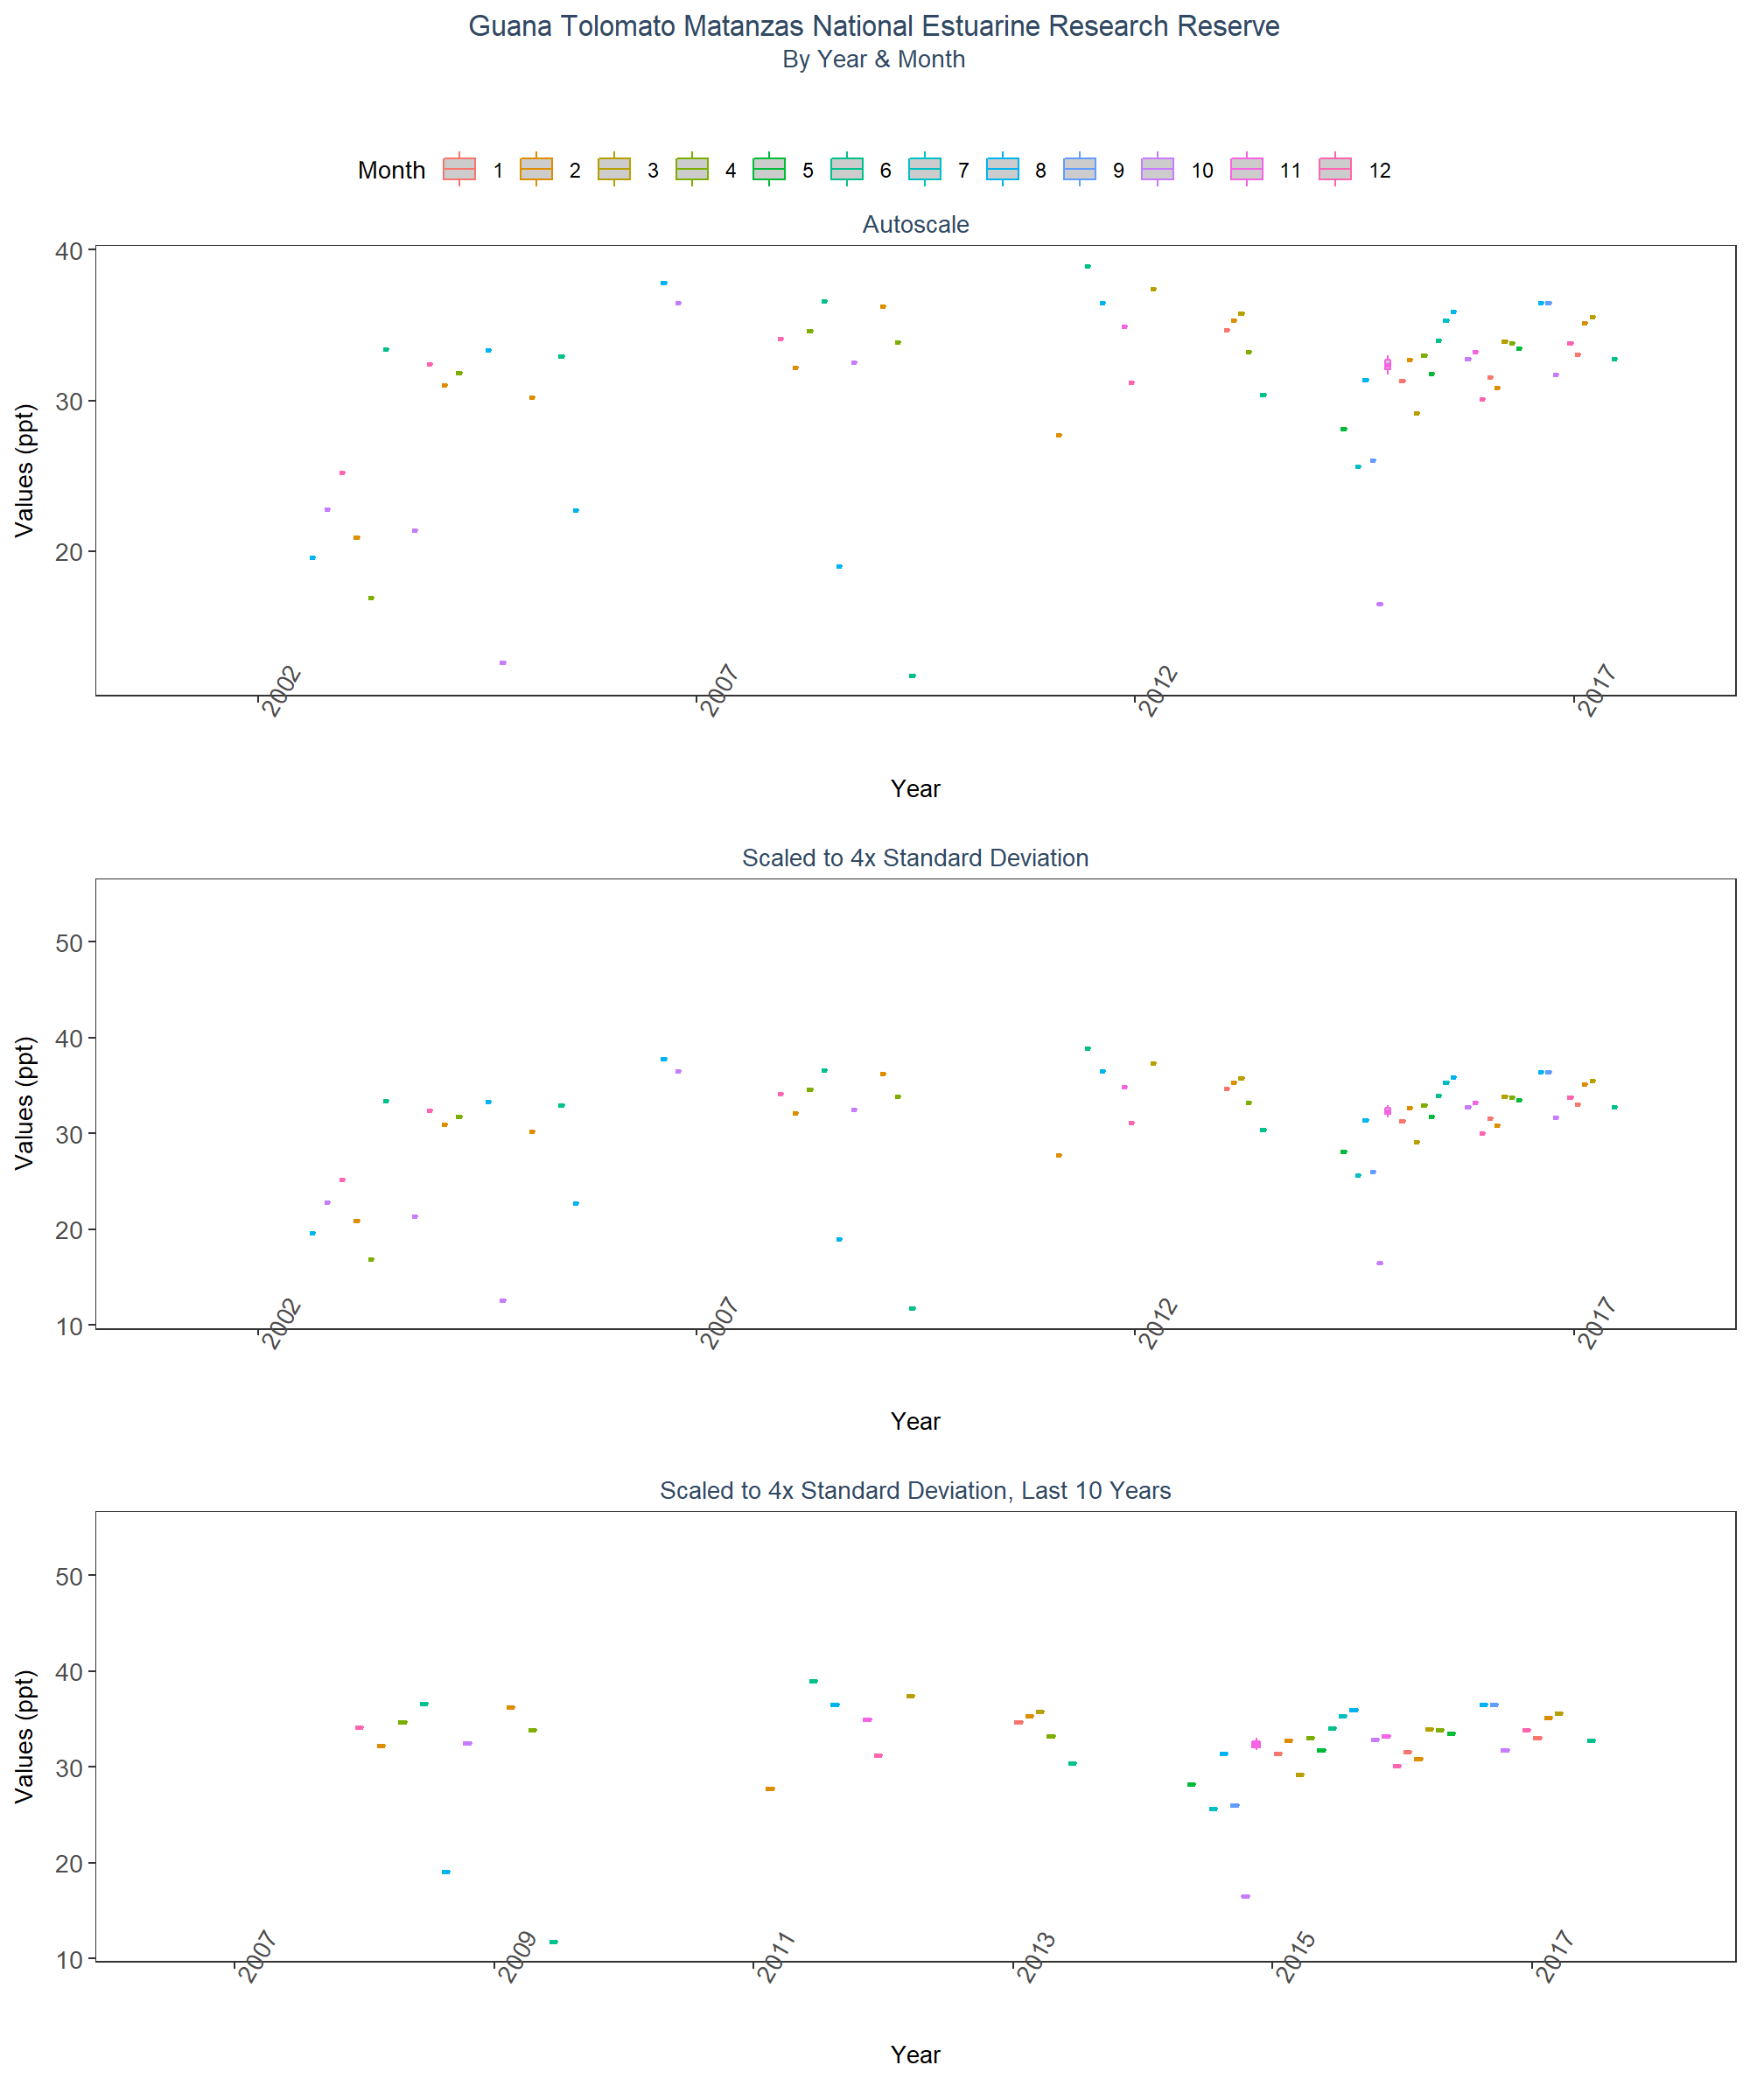 Guana Tolomato Matanzas National Estuarine Research Reserve
By Year & Month
Month 1 2 3 4 5 6 7 8 9 10 11 12
Autoscale
Values (ppt)
40
30
20
2002 2007 2012 2017
Year
Scaled to 4x Standard Deviation
Values (ppt)
50
40
30
20
10
2002 2007 2012 2017
Year
Scaled to 4x Standard Deviation, Last 10 Years
Values (ppt)
50
40
30
20
10
2007 2009 2011 2013 2015 2017
Year